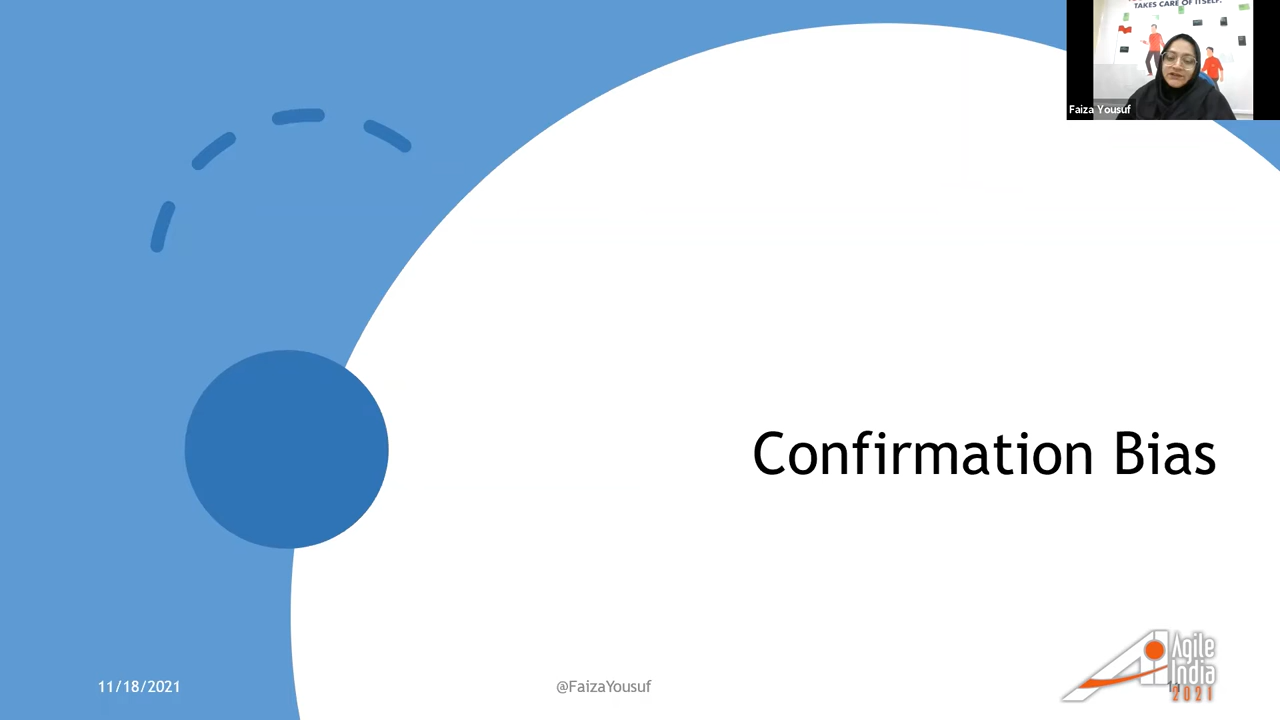 TAKES CARE OF ITSELF.
Faiza Yousuf
Confirmation Bias
11/18/2021
@FaizaYousuf
Agile
India
2021